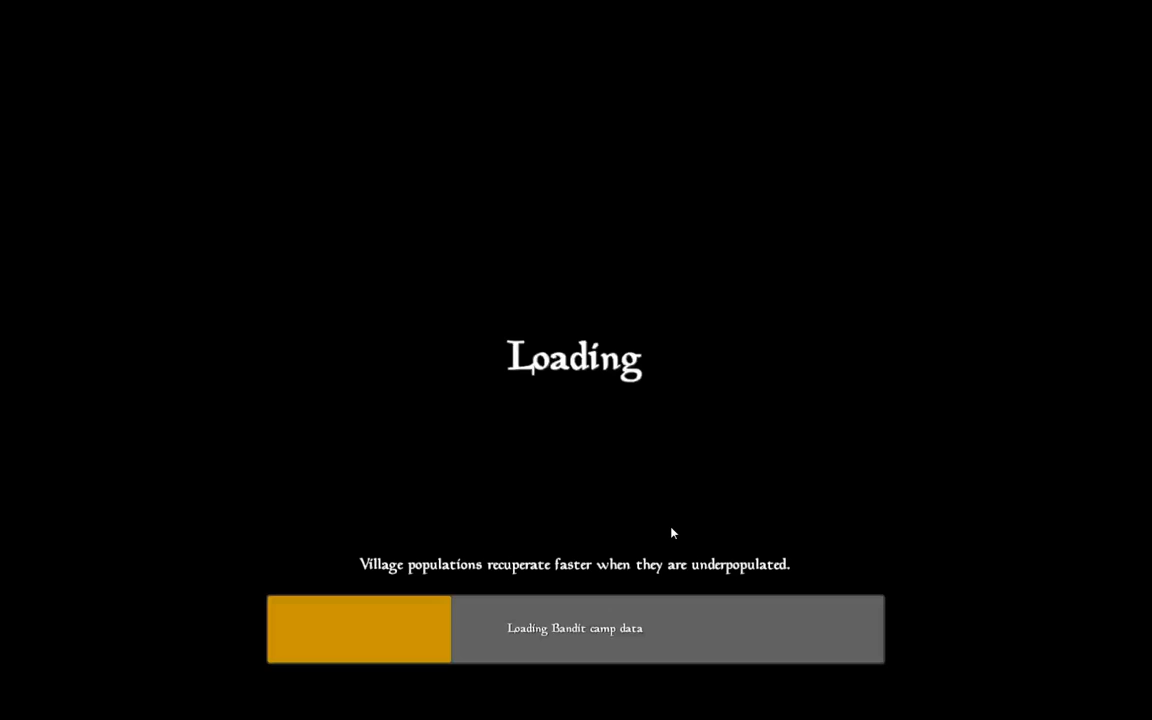 Loading
Village populations recuperate faster when they are underpopulated.
Loading Bandit camp data